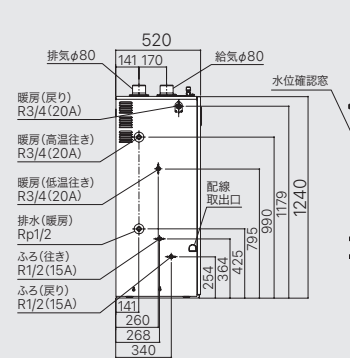 520
141 170
排気φ80
給気φ80
水位確認窓
暖房(戻り)
R3/4(20A)
暖房(高温往き)
R3/4(20A)
暖房(低温往き)
R3/4(20A)
配線
取出口
排水(暖房)
Rp1/2
ふろ(往き)
R1/2(15A)
ふろ(戻り)
R1/2(15A)
254
364
425
795
990
1179
1240
141
260
268
340